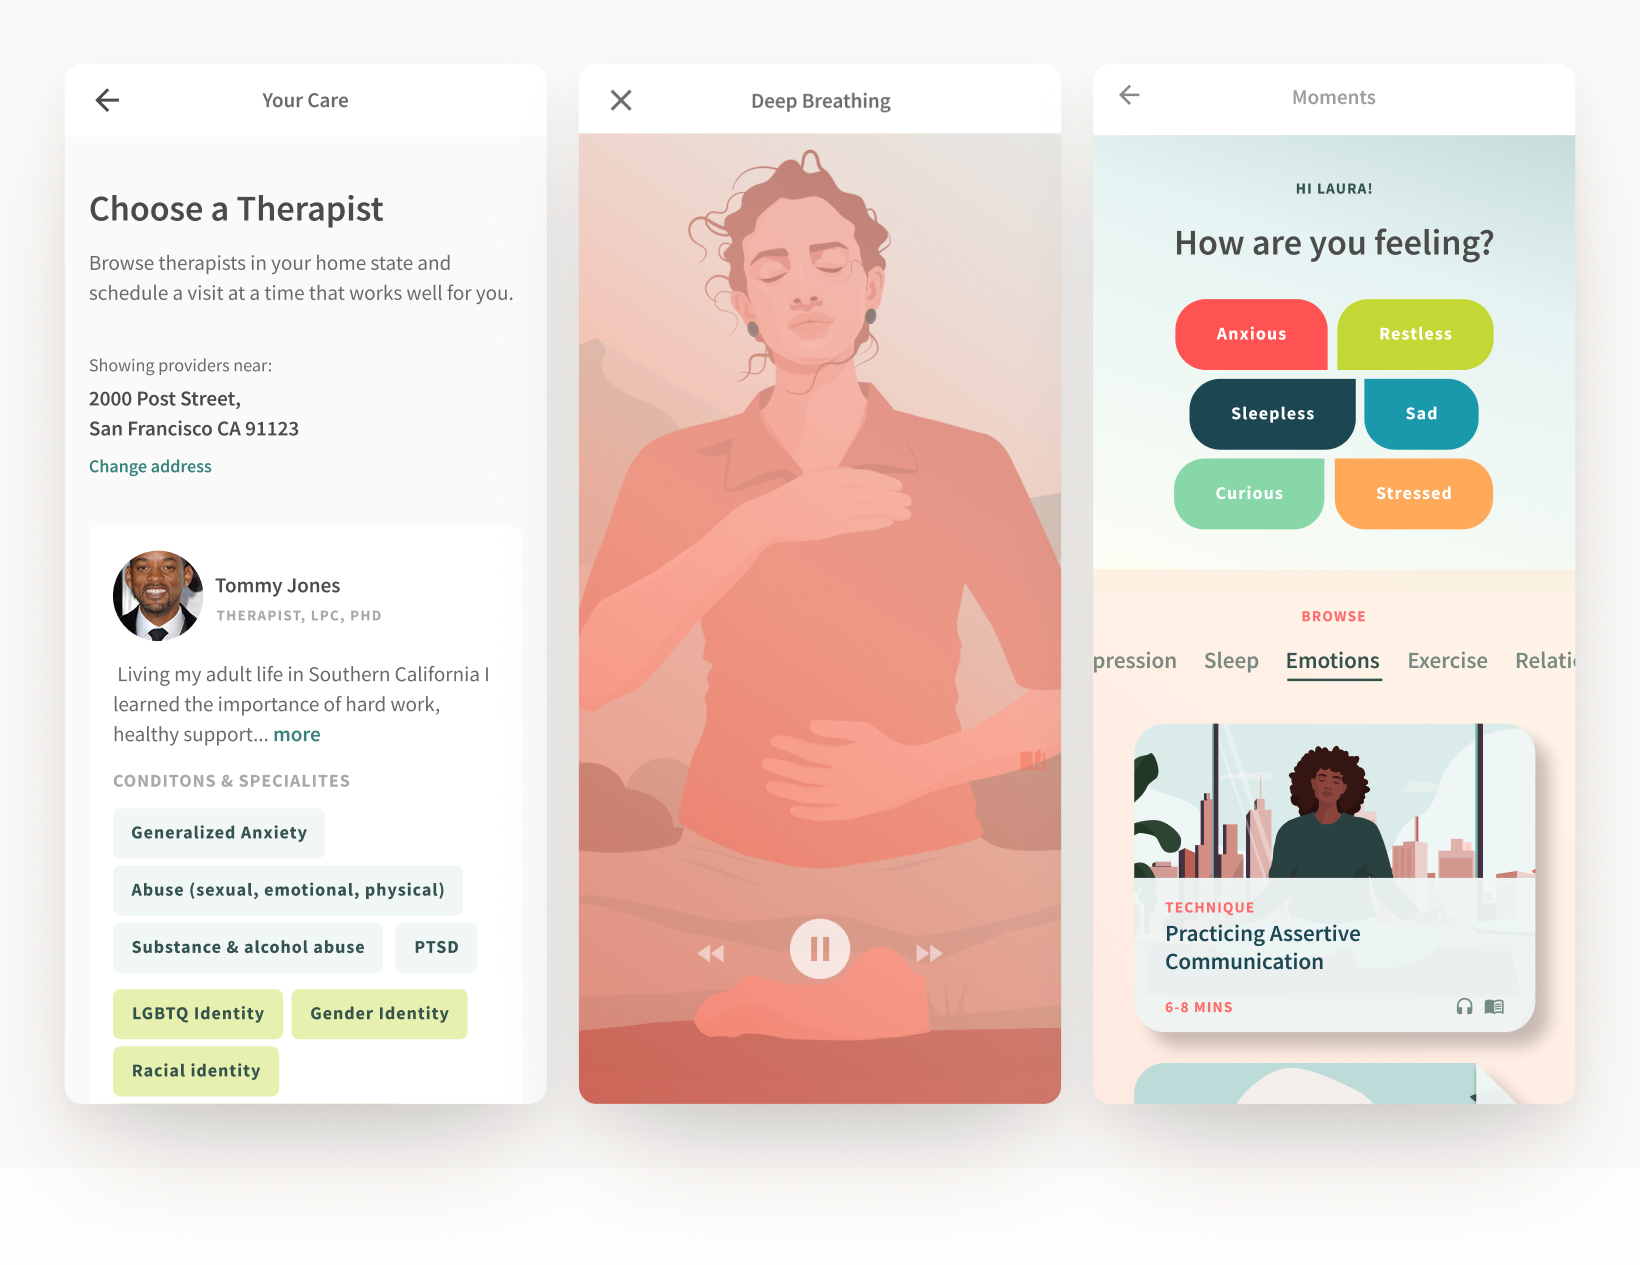 Your Care
Choose a Therapist
Browse therapists in your home state and
schedule a visit at a time that works well for you.
Showing providers near:
2000 Post Street,
San Francisco CA 91123
Change address
Tommy Jones
THERAPIST, LPC, PHD
Living my adult life in Southern California I
learned the importance of hard work,
healthy support... more
CONDITONS & SPECIALITES
Generalized Anxiety
Abuse (sexual, emotional, physical)
Substance & alcohol abuse PTSD
LGBTQ Identity Gender Identity
Racial identity
Deep Breathing
Moments
HI LAURA!
How are you feeling?
Anxious Restless
Sleepless Sad
Curious Stressed
BROWSE
pression Sleep Emotions Exercise Relati
TECHNIQUE
Practicing Assertive
Communication
6-8 MINS